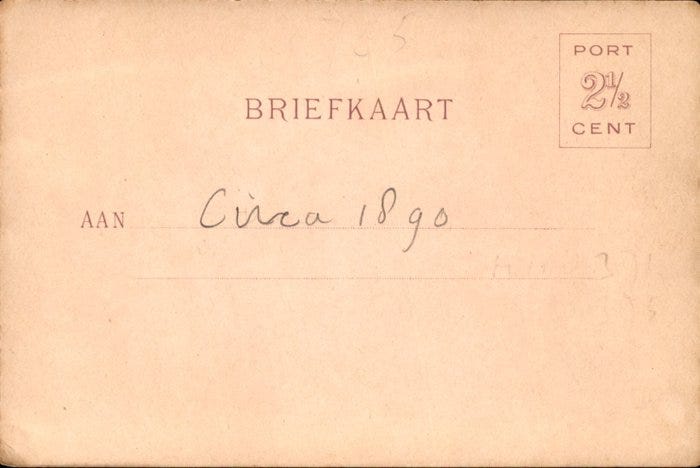 PORT
2½
CENT
BRIEFKAART
AAN Circa 1890